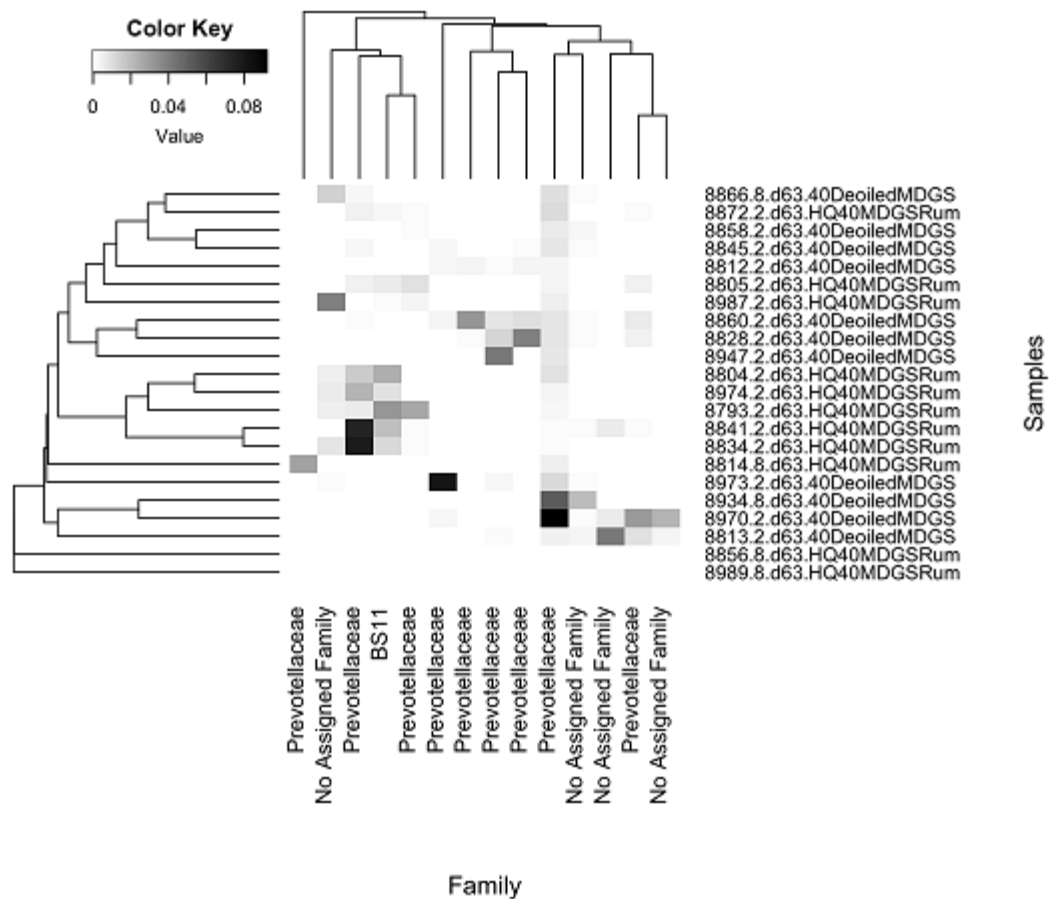 Color Key
0 0.04 0.08
Value
8866.8.d63.40DeoiledMDGS
8872.2.d63.HQ40MDGSRum
8858.2.d63.40DeoiledMDGS
8845.2.d63.40DeoiledMDGS
8812.2.d63.40DeoiledMDGS
8805.2.d63.HQ40MDGSRum
8987.2.d63.HQ40MDGSRum
8860.2.d63.40DeoiledMDGS
8828.2.d63.40DeoiledMDGS
8947.2.d63.40DeoiledMDGS
8804.2.d63.HQ40MDGSRum
8974.2.d63.HQ40MDGSRum
8793.2.d63.HQ40MDGSRum
8841.2.d63.HQ40MDGSRum
8834.2.d63.HQ40MDGSRum
8814.8.d63.HQ40MDGSRum
8973.2.d63.40DeoiledMDGS
8934.8.d63.40DeoiledMDGS
8970.2.d63.40DeoiledMDGS
8813.2.d63.40DeoiledMDGS
8856.8.d63.HQ40MDGSRum
8989.8.d63.HQ40MDGSRum
Samples
Prevotellaceae
No Assigned Family
Prevotellaceae
BS11
Prevotellaceae
Prevotellaceae
Prevotellaceae
Prevotellaceae
Prevotellaceae
Prevotellaceae
No Assigned Family
No Assigned Family
Prevotellaceae
No Assigned Family
Family